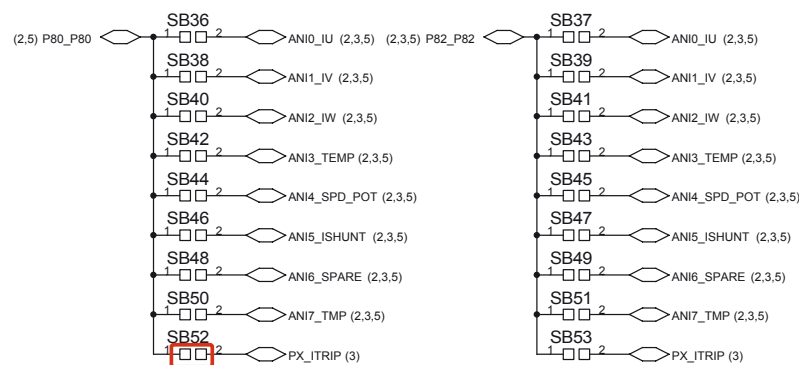 SB36 SB37
(2,5) P80_P80 1 2 ANI0_IU (2,3,5) (2,3,5) P82_P82 1 2 ANI0_IU (2,3,5)
SB38 SB39
1 2 ANI1_IV (2,3,5) 1 2 ANI1_IV (2,3,5)
SB40 SB41
1 2 ANI2_IW (2,3,5) 1 2 ANI2_IW (2,3,5)
SB42 SB43
1 2 ANI3_TEMP (2,3,5) 1 2 ANI3_TEMP (2,3,5)
SB44 SB45
1 2 ANI4_SPD_POT (2,3,5) 1 2 ANI4_SPD_POT (2,3,5)
SB46 SB47
1 2 ANI5_ISHUNT (2,3,5) 1 2 ANI5_ISHUNT (2,3,5)
SB48 SB49
1 2 ANI6_SPARE (2,3,5) 1 2 ANI6_SPARE (2,3,5)
SB50 SB51
1 2 ANI7_TMP (2,3,5) 1 2 ANI7_TMP (2,3,5)
SB52 SB53
1 2 PX_ITRIP (3) 1 2 PX_ITRIP (3)